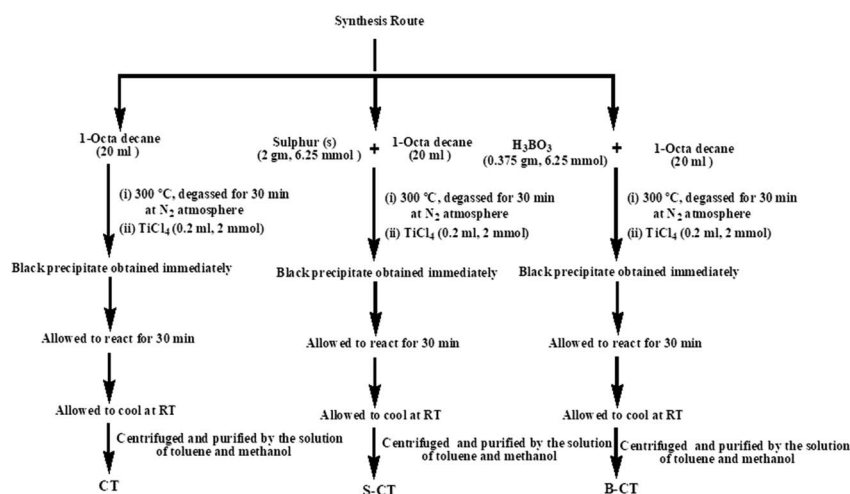 Synthesis Route
1-Octa decane
(20 ml )
(i) 300 °C, degassed for 30 min
at N₂ atmosphere
(ii) TiCl₄ (0.2 ml, 2 mmol)
Black precipitate obtained immediately
Allowed to react for 30 min
Allowed to cool at RT
Centrifuged and purified by the solution
of toluene and methanol
CT
Sulphur (s) + 1-Octa decane
(2 gm, 6.25 mmol ) (20 ml )
(i) 300 °C, degassed for 30 min
at N₂ atmosphere
(ii) TiCl₄ (0.2 ml, 2 mmol)
Black precipitate obtained immediately
Allowed to react for 30 min
Allowed to cool at RT
Centrifuged and purified by the solution
of toluene and methanol
S-CT
H₃BO₃ + 1-Octa decane
(0.375 gm, 6.25 mmol) (20 ml )
(i) 300 °C, degassed for 30 min
at N₂ atmosphere
(ii) TiCl₄ (0.2 ml, 2 mmol)
Black precipitate obtained immediately
Allowed to react for 30 min
Allowed to cool at RT
Centrifuged and purified by the solution
of toluene and methanol
B-CT